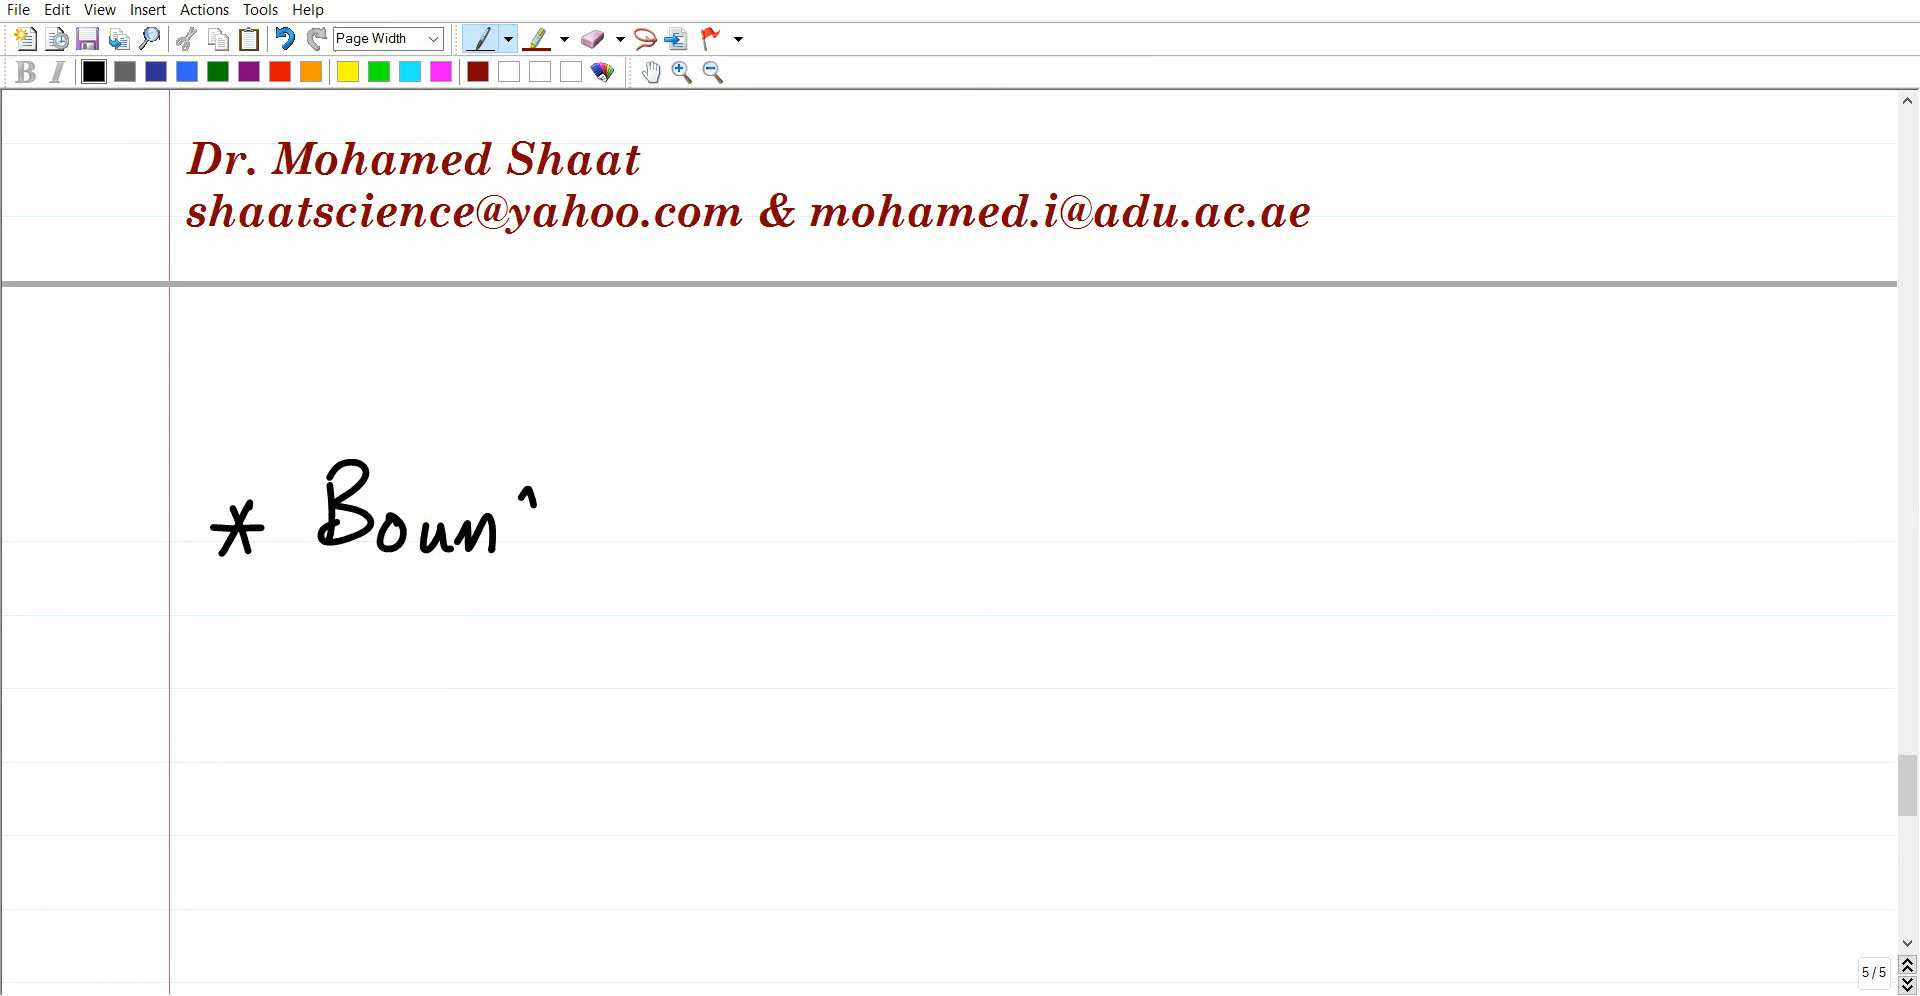 File Edit View Insert Actions Tools Help
Page Width
B I
Dr. Mohamed Shaat
shaatscience@yahoo.com & mohamed.i@adu.ac.ae
* Boun
5/5